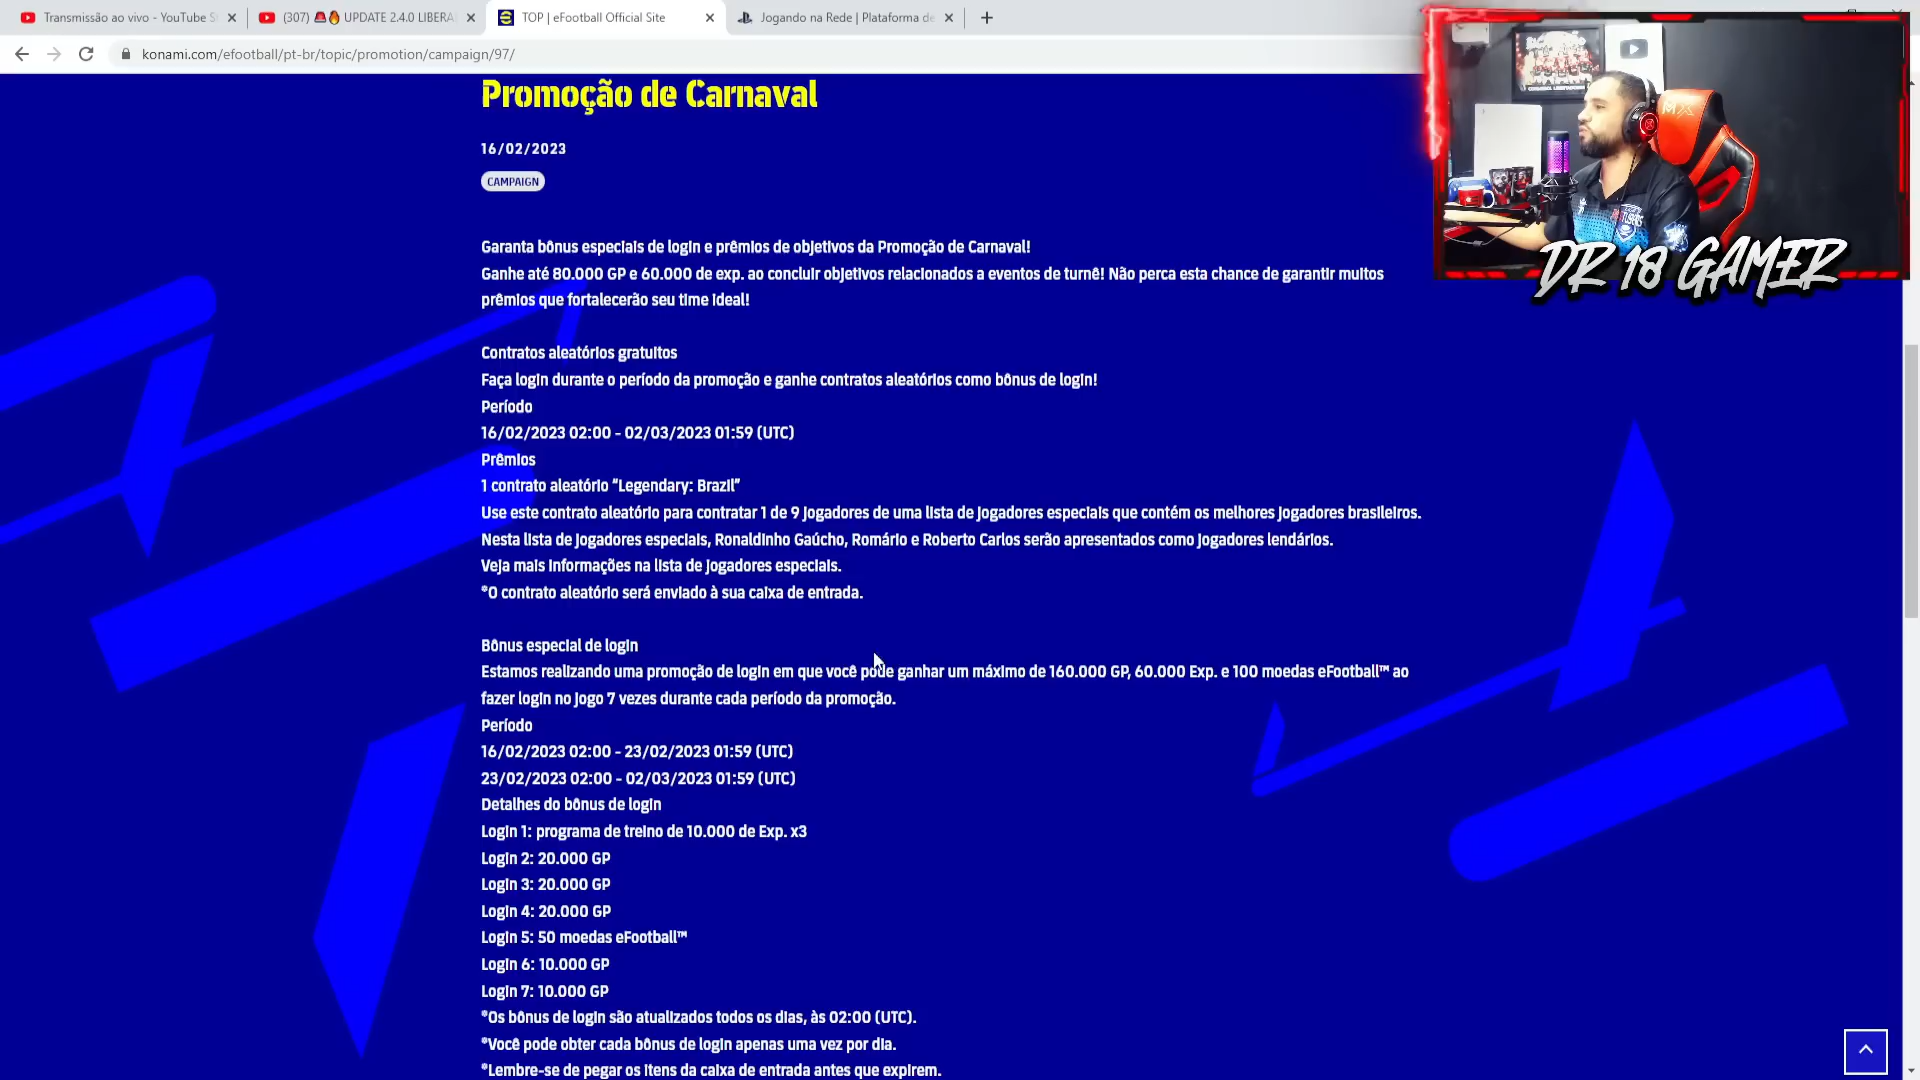 Transmissão ao vivo - YouTube S
(307) 🚨🔥 UPDATE 2.4.0 LIBERA
TOP | eFootball Official Site
Jogando na Rede | Plataforma de
konami.com/efootball/pt-br/topic/promotion/campaign/97/
Promoção de Carnaval
16/02/2023
CAMPAIGN
DR 18 GAMER
Garanta bônus especiais de login e prêmios de objetivos da Promoção de Carnaval!
Ganhe até 80.000 GP e 60.000 de exp. ao concluir objetivos relacionados a eventos de turnê! Não perca esta chance de garantir muitos
prêmios que fortalecerão seu time ideal!
Contratos aleatórios gratuitos
Faça login durante o período da promoção e ganhe contratos aleatórios como bônus de login!
Período
16/02/2023 02:00 - 02/03/2023 01:59 (UTC)
Prêmios
1 contrato aleatório “Legendary: Brazil”
Use este contrato aleatório para contratar 1 de 9 jogadores de uma lista de jogadores especiais que contém os melhores jogadores brasileiros.
Nesta lista de jogadores especiais, Ronaldinho Gaúcho, Romário e Roberto Carlos serão apresentados como jogadores lendários.
Veja mais informações na lista de jogadores especiais.
*O contrato aleatório será enviado à sua caixa de entrada.
Bônus especial de login
Estamos realizando uma promoção de login em que você pode ganhar um máximo de 160.000 GP, 60.000 Exp. e 100 moedas eFootball™ ao
fazer login no jogo 7 vezes durante cada período da promoção.
Período
16/02/2023 02:00 - 23/02/2023 01:59 (UTC)
23/02/2023 02:00 - 02/03/2023 01:59 (UTC)
Detalhes do bônus de login
Login 1: programa de treino de 10.000 de Exp. x3
Login 2: 20.000 GP
Login 3: 20.000 GP
Login 4: 20.000 GP
Login 5: 50 moedas eFootball™
Login 6: 10.000 GP
Login 7: 10.000 GP
*Os bônus de login são atualizados todos os dias, às 02:00 (UTC).
*Você pode obter cada bônus de login apenas uma vez por dia.
*Lembre-se de pegar os itens da caixa de entrada antes que expirem.